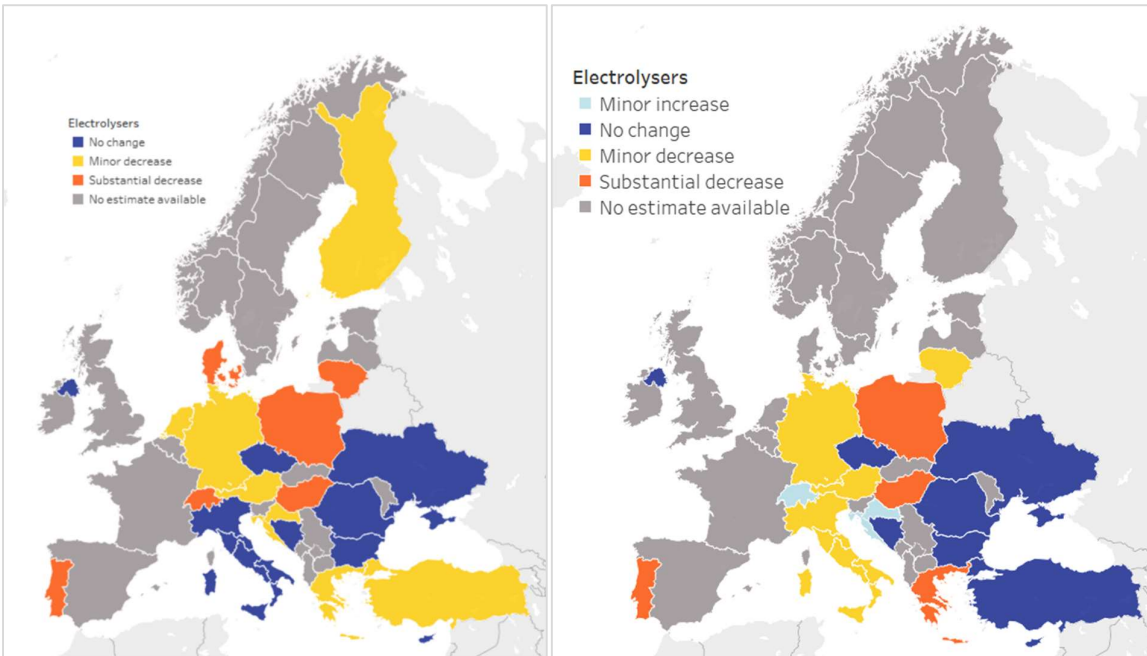 Electrolysers
No change
Minor decrease
Substantial decrease
No estimate available
Electrolysers
Minor increase
No change
Minor decrease
Substantial decrease
No estimate available